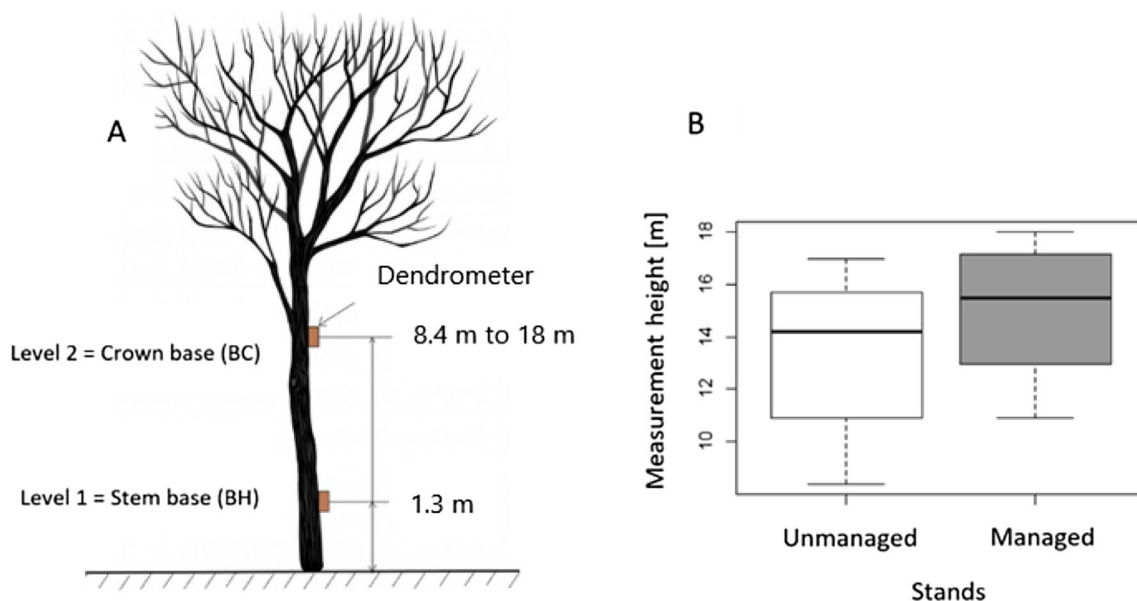 A
Dendrometer
8.4 m to 18 m
Level 2 = Crown base (BC)
Level 1 = Stem base (BH)
1.3 m
B
Measurement height [m]
18
16
14
12
10
Unmanaged
Managed
Stands